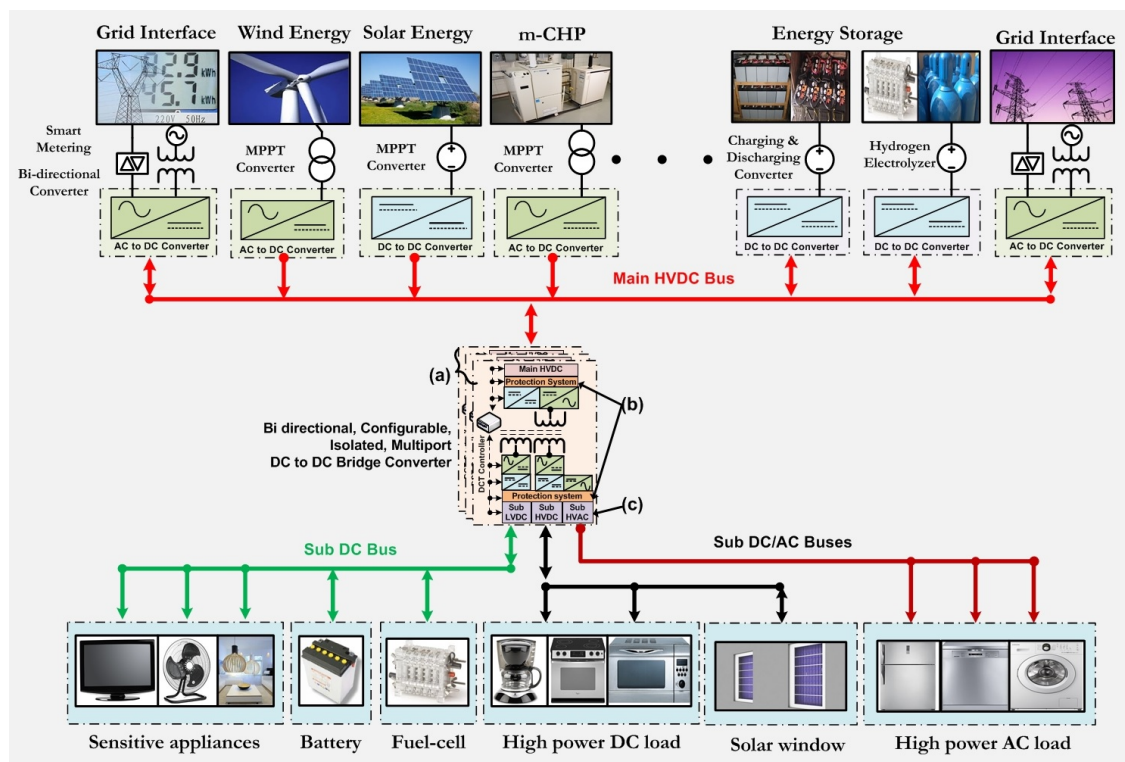 Grid Interface
Wind Energy
Solar Energy
m-CHP
Energy Storage
Grid Interface
32.9 kWh
45.7 kWh
220V 50Hz
Smart
Metering
Bi-directional
Converter
MPPT
Converter
MPPT
Converter
MPPT
Converter
Charging &
Discharging
Converter
Hydrogen
Electrolyzer
AC to DC Converter
AC to DC Converter
DC to DC Converter
AC to DC Converter
DC to DC Converter
DC to DC Converter
AC to DC Converter
Main HVDC Bus
(a)
Main HVDC
Protection System
(b)
Bi directional, Configurable,
Isolated, Multiport
DC to DC Bridge Converter
DCT Controller
Protection system
Sub
LVDC
Sub
HVDC
Sub
HVAC
(c)
Sub DC Bus
Sub DC/AC Buses
Sensitive appliances
Battery
Fuel-cell
High power DC load
Solar window
High power AC load